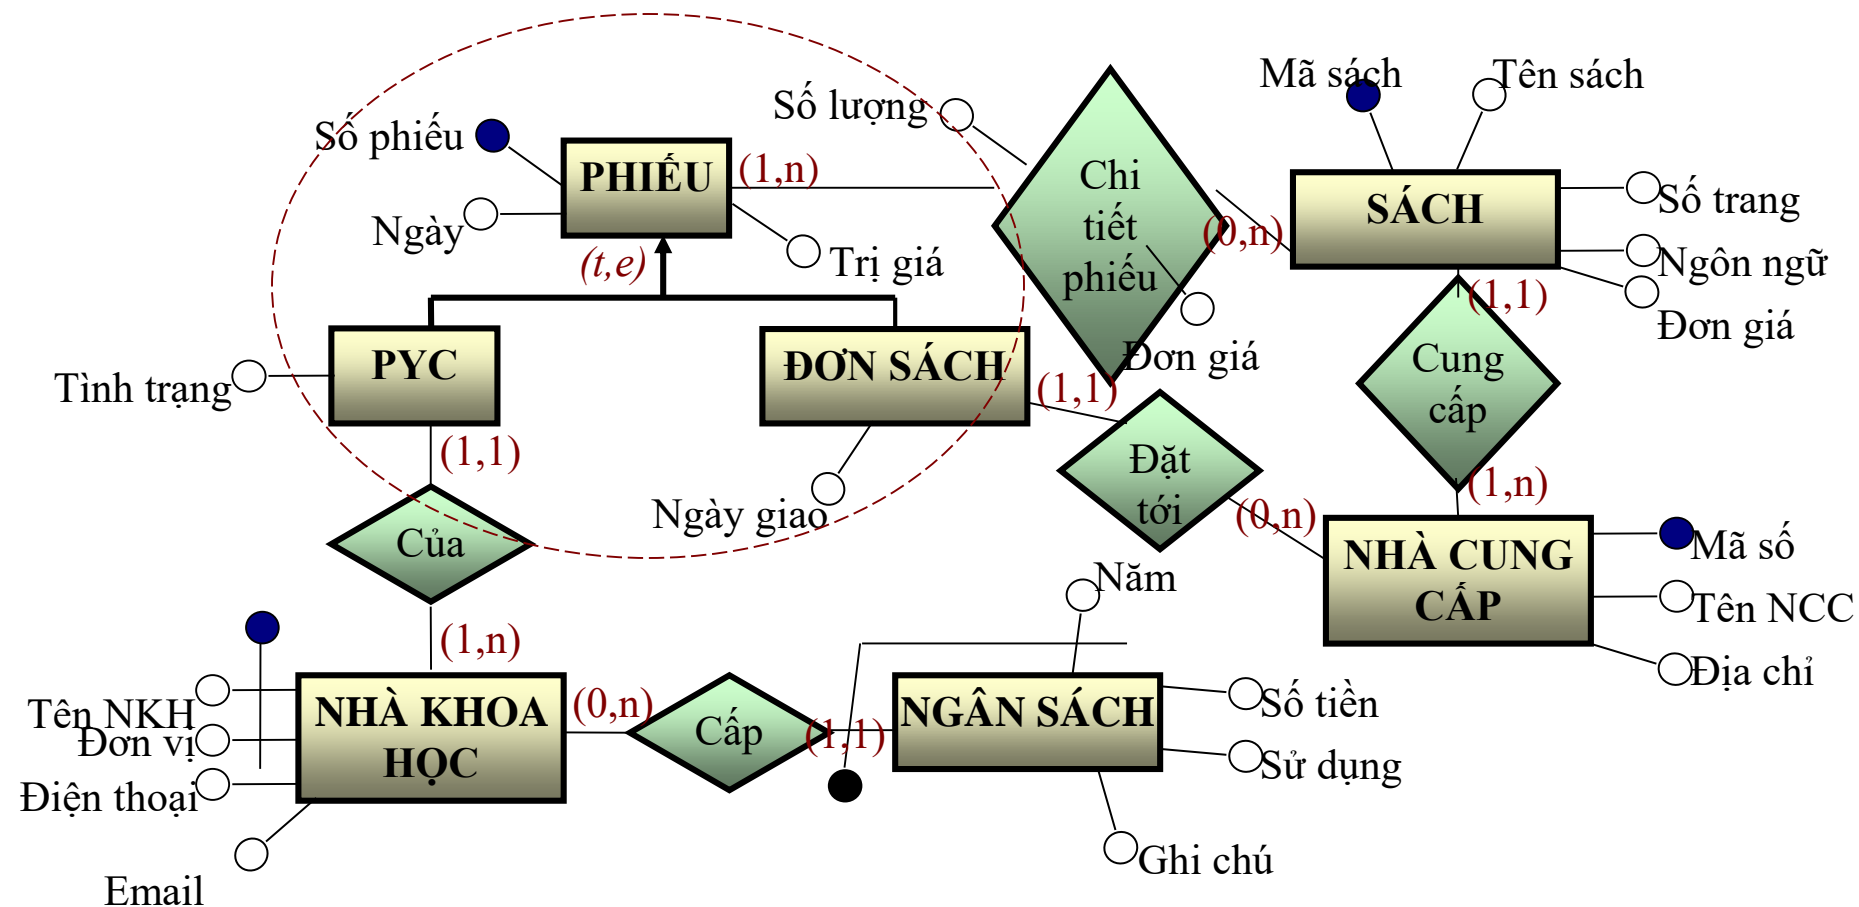 Mã sách
Tên sách
Số lượng
Số phiếu
PHIẾU
(1,n)
Chi
tiết
phiếu
SÁCH
Số trang
Ngày
(0,n)
(t,e)
Trị giá
Ngôn ngữ
(1,1)
Đơn giá
Đơn giá
Cung
cấp
PYC
ĐƠN SÁCH
Tình trạng
(1,1)
(1,1)
Đặt
tới
(1,n)
Ngày giao
(0,n)
Của
NHÀ CUNG
CẤP
Mã số
Năm
Tên NCC
(1,n)
Địa chỉ
Tên NKH
NHÀ KHOA
HỌC
(0,n)
Cấp
(1,1)
NGÂN SÁCH
Số tiền
Đơn vị
Sử dụng
Điện thoại
Ghi chú
Email